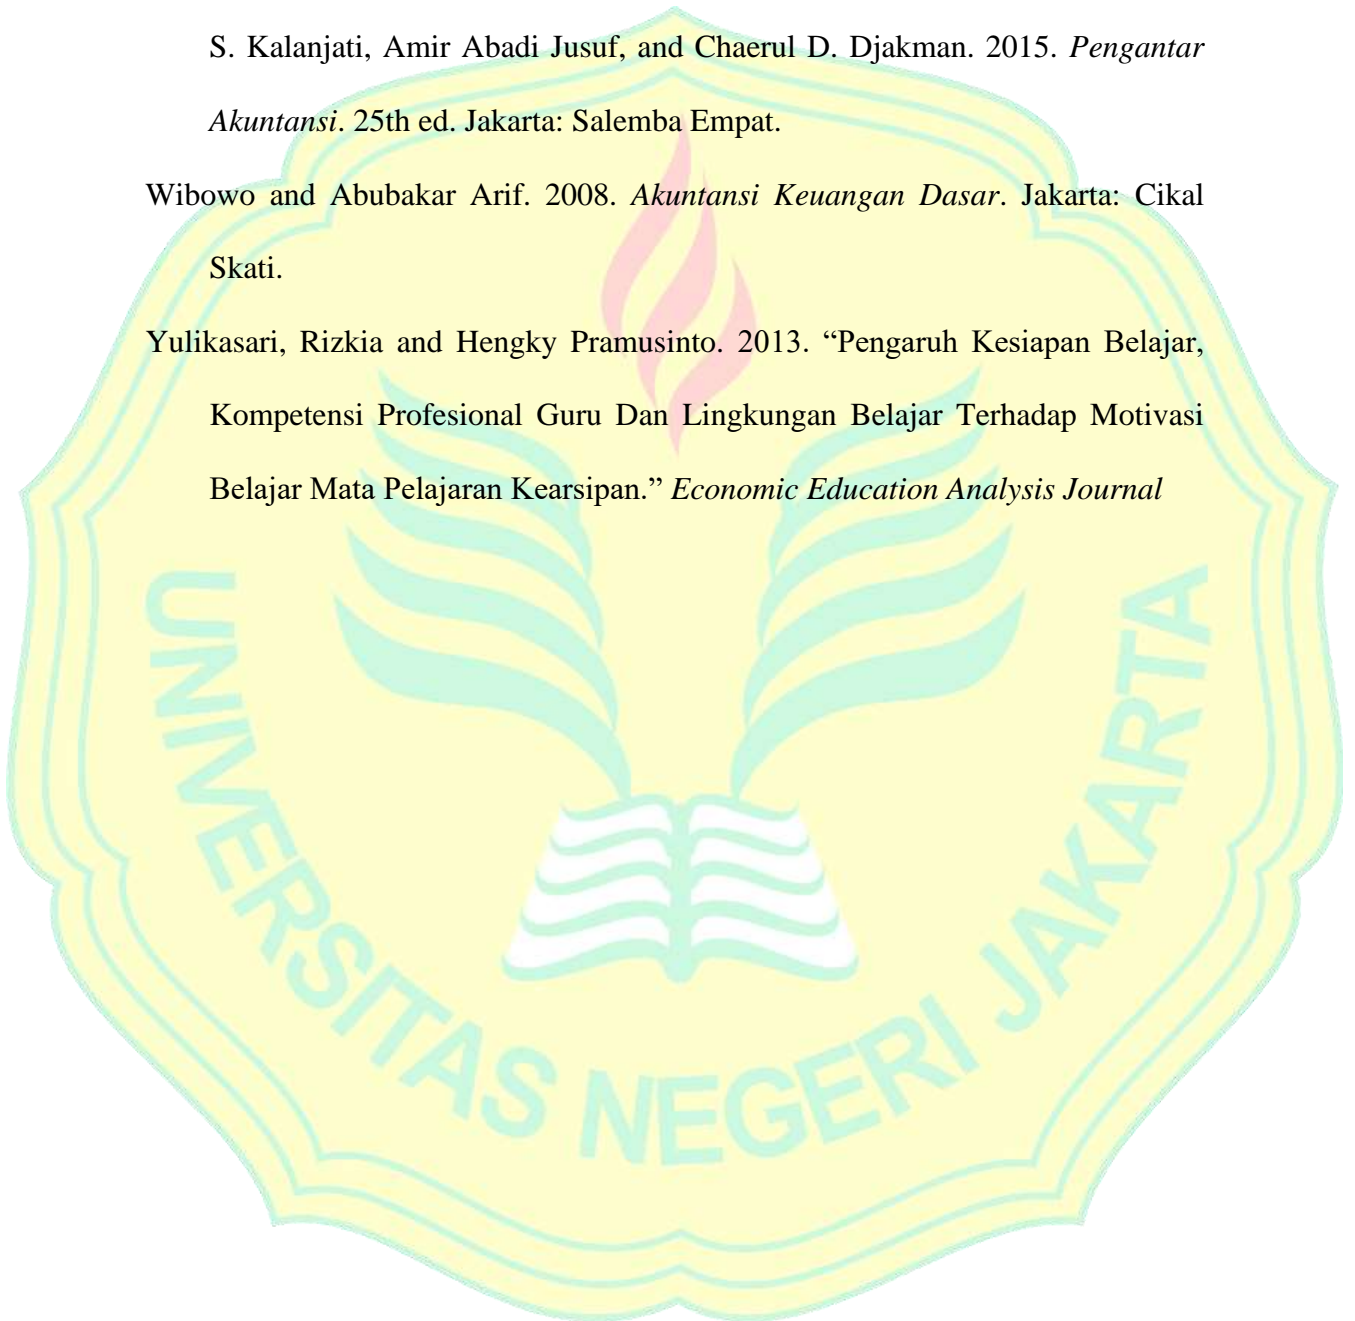 S. Kalanjati, Amir Abadi Jusuf, and Chaerul D. Djakman. 2015. Pengantar
Akuntansi. 25th ed. Jakarta: Salemba Empat.
Wibowo and Abubakar Arif. 2008. Akuntansi Keuangan Dasar. Jakarta: Cikal
Skati.
Yulikasari, Rizkia and Hengky Pramusinto. 2013. “Pengaruh Kesiapan Belajar,
Kompetensi Profesional Guru Dan Lingkungan Belajar Terhadap Motivasi
Belajar Mata Pelajaran Kearsipan.” Economic Education Analysis Journal
UNIVERSITAS NEGERI JAKARTA